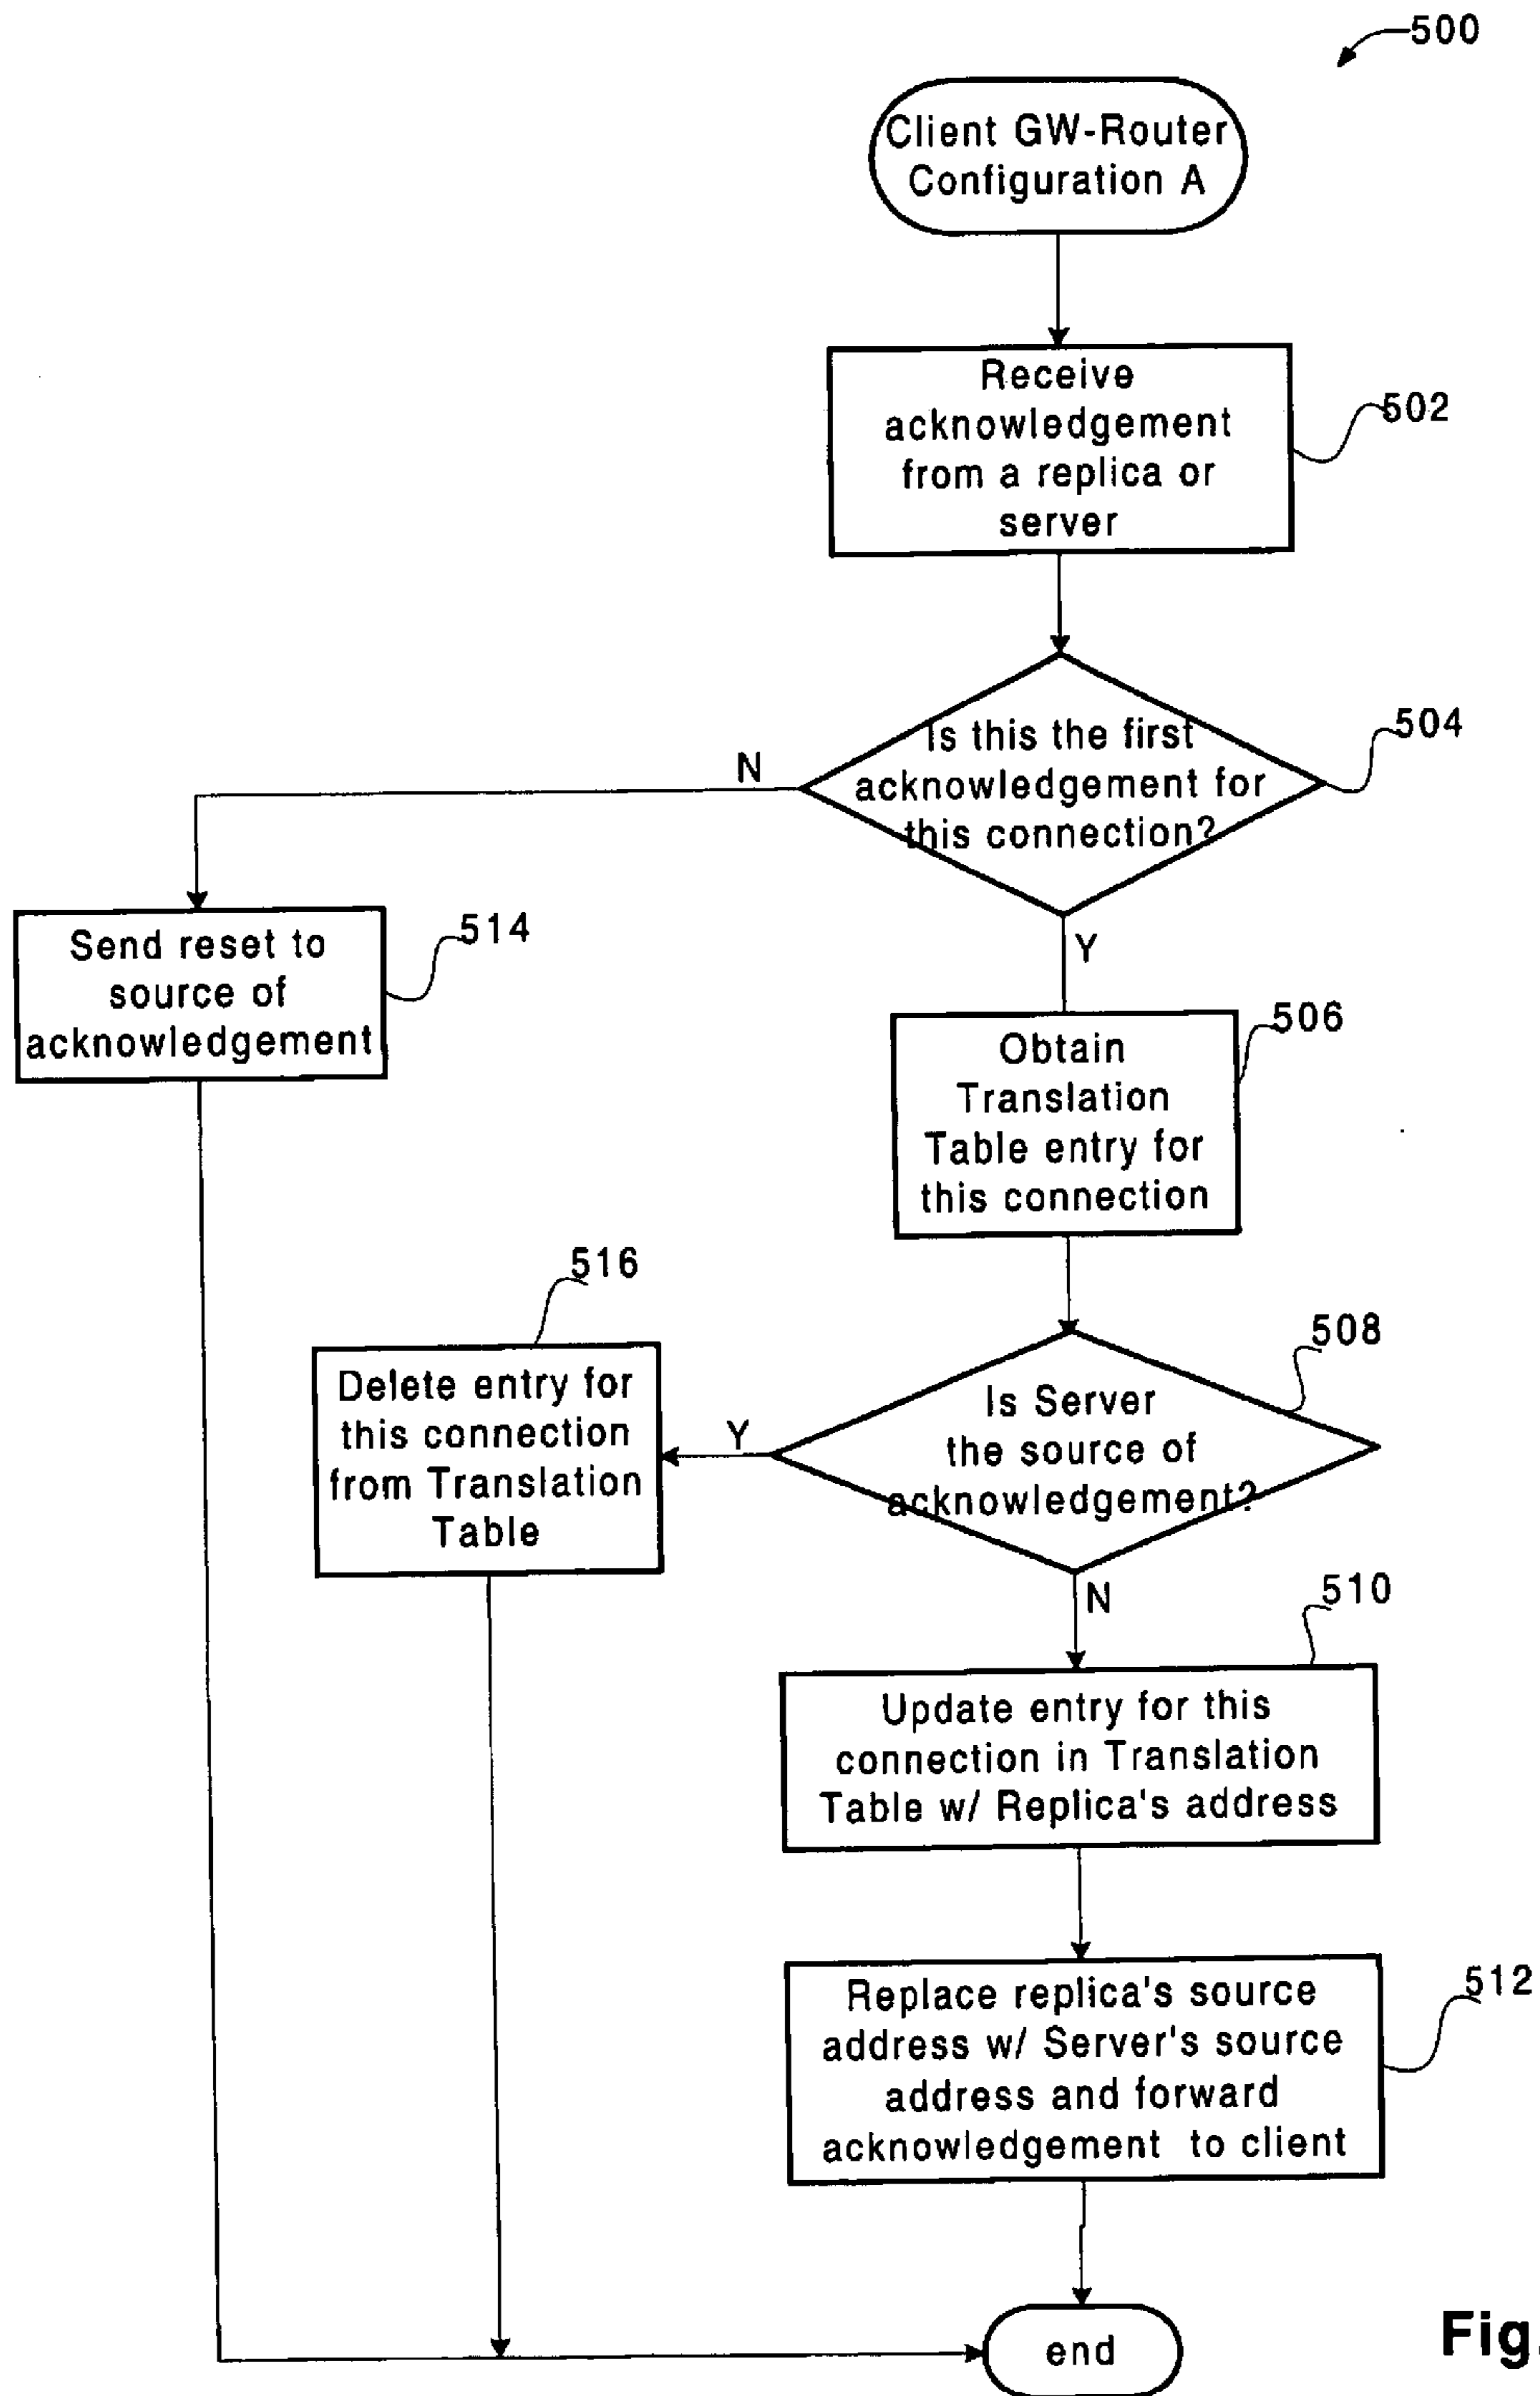 500
Client GW-Router
Configuration A
Receive
acknowledgement
from a replica or
server
502
Is this the first
acknowledgement for
this connection?
504
N
Y
Send reset to
source of
acknowledgement
514
Obtain
Translation
Table entry for
this connection
506
516
Delete entry for
this connection
from Translation
Table
Y
Is Server
the source of
acknowledgement?
508
N
510
Update entry for this
connection in Translation
Table w/ Replica's address
Replace replica's source
address w/ Server's source
address and forward
acknowledgement to client
512
end
Fig.